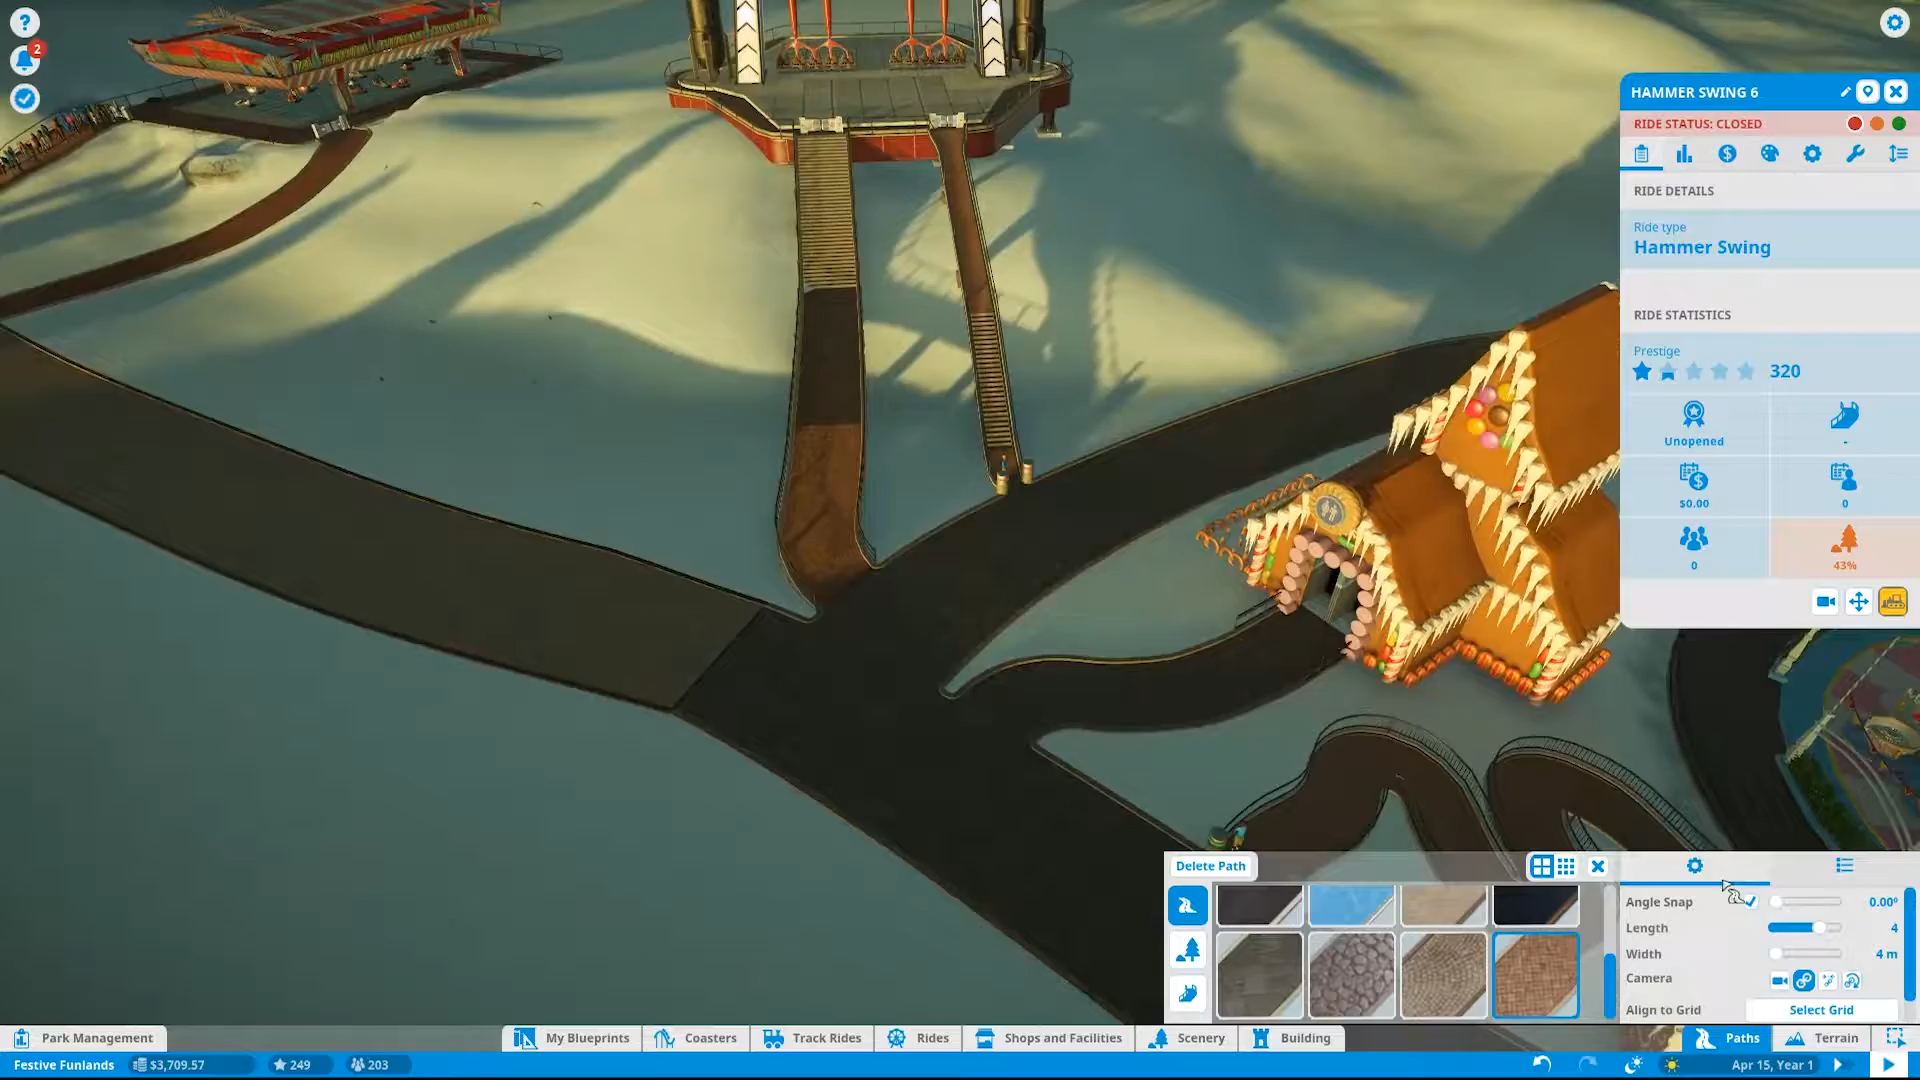 ?
2
HAMMER SWING 6
RIDE STATUS: CLOSED
RIDE DETAILS
Ride type
Hammer Swing
RIDE STATISTICS
Prestige
320
Unopened
-
$0.00
0
0
43%
Delete Path
Angle Snap 0.00°
Length 4
Width 4 m
Camera
Align to Grid Select Grid
Park Management My Blueprints Coasters Track Rides Rides Shops and Facilities Scenery Building Paths Terrain
Festive Funlands $3,709.57 249 203 Apr 15, Year 1